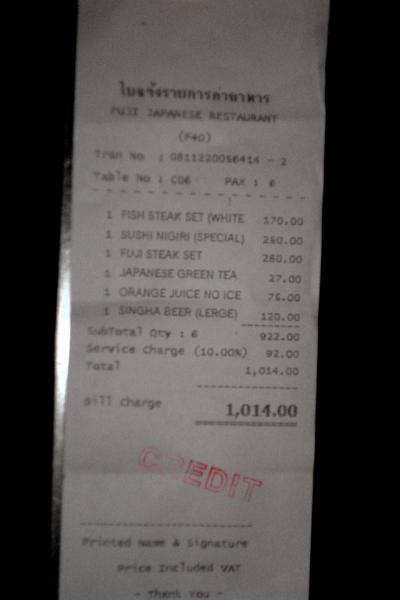 ใบแจ้งรายการค่าอาหาร
FUJI JAPANESE RESTAURANT
(F40)
Tran No : 0811220056414 - 2
Table No : C06 PAX : 6
1 FISH STEAK SET (WHITE 170.00
1 SUSHI NIGIRI (SPECIAL) 250.00
1 FUJI STEAK SET 280.00
1 JAPANESE GREEN TEA 27.00
1 ORANGE JUICE NO ICE 75.00
1 SINGHA BEER (LERGE) 120.00
SubTotal Qty : 6 922.00
Service Charge (10.00%) 92.00
Total 1,014.00
Bill Charge 1,014.00
CREDIT
Printed Name & Signature
Price Included VAT
- Thank You -